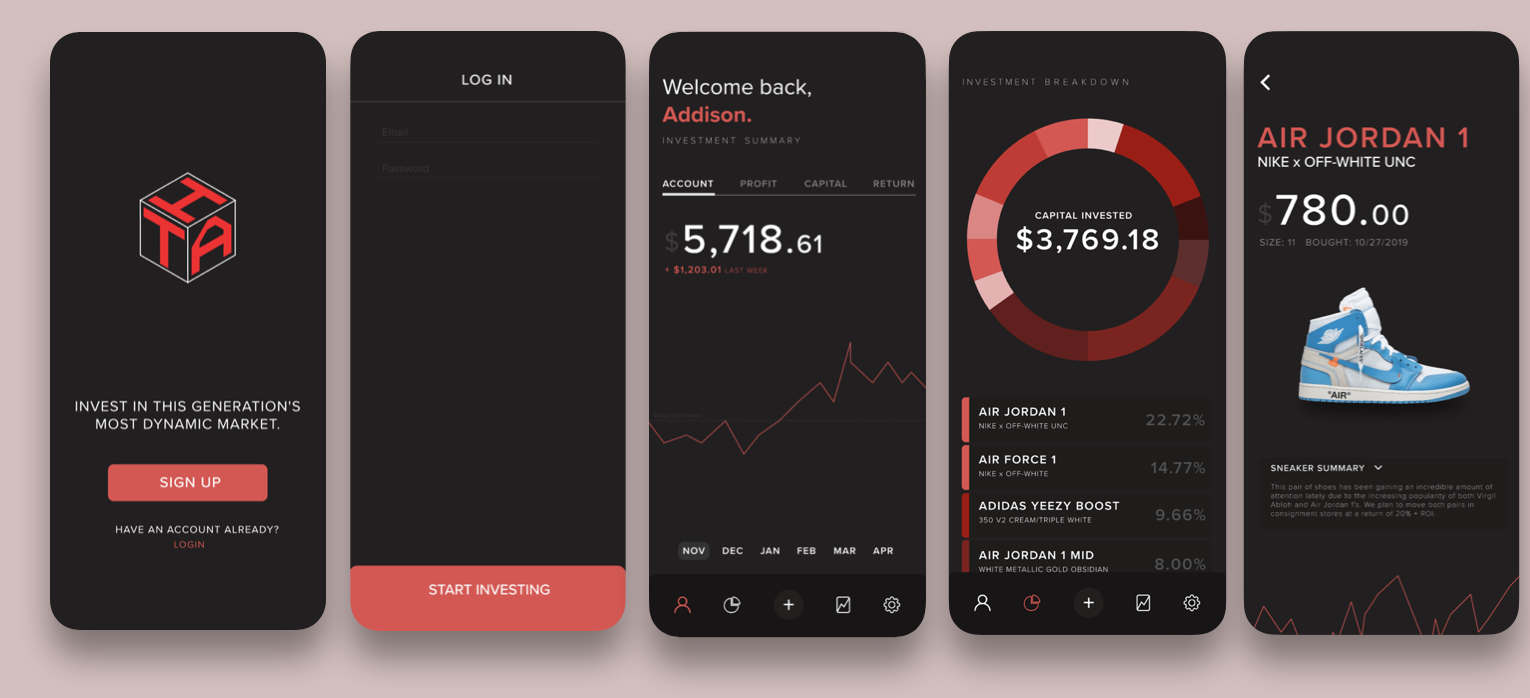 H
TA
INVEST IN THIS GENERATION'S
MOST DYNAMIC MARKET.
SIGN UP
HAVE AN ACCOUNT ALREADY?
LOGIN
LOG IN
Email
Password
START INVESTING
Welcome back,
Addison.
INVESTMENT SUMMARY
ACCOUNT PROFIT CAPITAL RETURN
$5,718.61
+ $1,203.01 LAST WEEK
NOV DEC JAN FEB MAR APR
INVESTMENT BREAKDOWN
CAPITAL INVESTED
$3,769.18
AIR JORDAN 1
NIKE x OFF-WHITE UNC
22.72%
AIR FORCE 1
NIKE x OFF-WHITE
14.77%
ADIDAS YEEZY BOOST
350 V2 CREAM/TRIPLE WHITE
9.66%
AIR JORDAN 1 MID
WHITE METALLIC GOLD OBSIDIAN
8.00%
AIR JORDAN 1
NIKE x OFF-WHITE UNC
$780.00
SIZE: 11 BOUGHT: 10/27/2019
"AIR"
SNEAKER SUMMARY
This pair of shoes has been gaining an incredible amount of
attention lately due to the increasing popularity of both Virgil
Abloh and Air Jordan 1's. We plan to move both pairs in
consignment stores at a return of 20% + ROI.